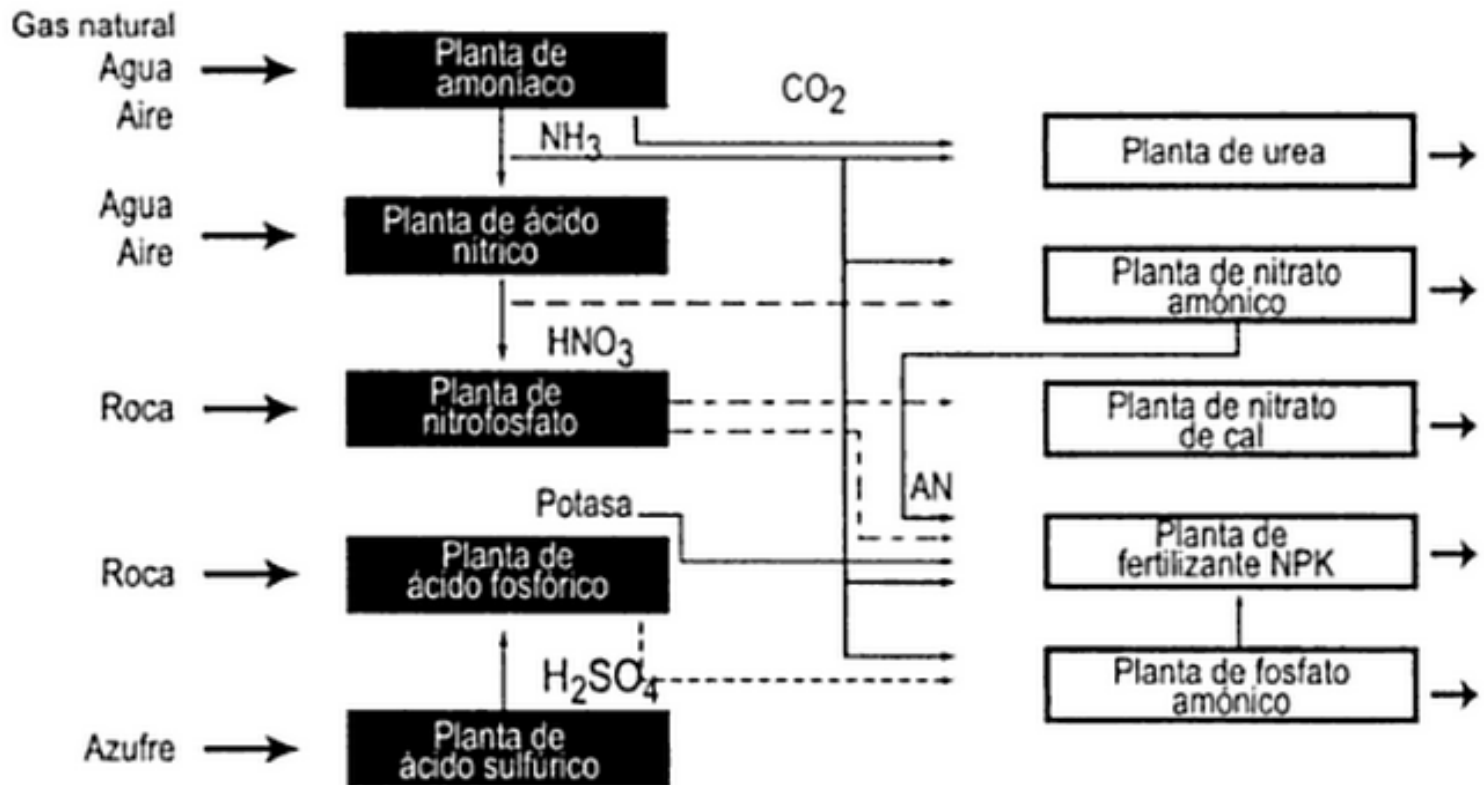 Gas natural
Agua
Aire
Planta de
amoníaco
CO2
NH3
Planta de urea
Agua
Aire
Planta de ácido
nítrico
Planta de nitrato
amónico
HNO3
Roca
Planta de
nitrofosfato
Planta de nitrato
de cal
AN
Potasa
Roca
Planta de
ácido fosfórico
Planta de
fertilizante NPK
H2SO4
Planta de fosfato
amónico
Azufre
Planta de
ácido sulfúrico